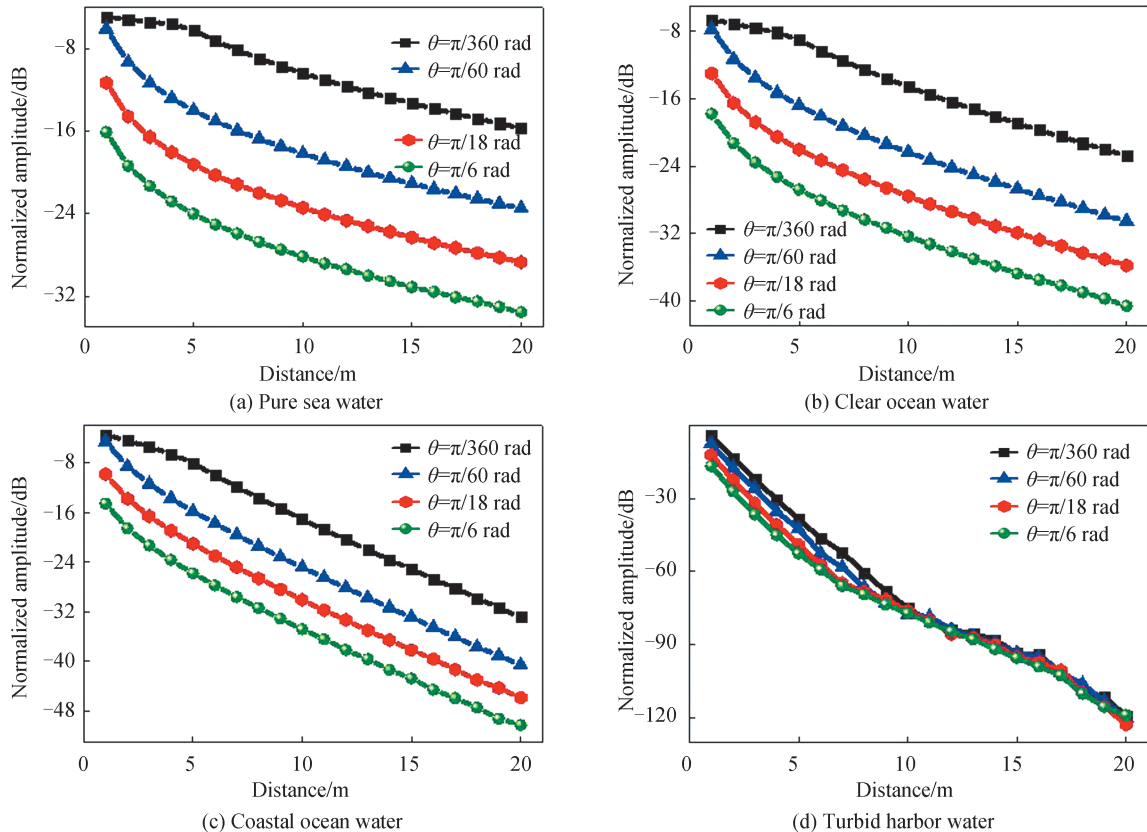 Normalized amplitude/dB
−8
−16
−24
−32
0
5
10
15
20
Distance/m
θ=π/360 rad
θ=π/60 rad
θ=π/18 rad
θ=π/6 rad
(a) Pure sea water
Normalized amplitude/dB
−8
−16
−24
−32
−40
0
5
10
15
20
Distance/m
θ=π/360 rad
θ=π/60 rad
θ=π/18 rad
θ=π/6 rad
(b) Clear ocean water
Normalized amplitude/dB
−8
−16
−24
−32
−40
−48
0
5
10
15
20
Distance/m
θ=π/360 rad
θ=π/60 rad
θ=π/18 rad
θ=π/6 rad
(c) Coastal ocean water
Normalized amplitude/dB
−30
−60
−90
−120
0
5
10
15
20
Distance/m
θ=π/360 rad
θ=π/60 rad
θ=π/18 rad
θ=π/6 rad
(d) Turbid harbor water